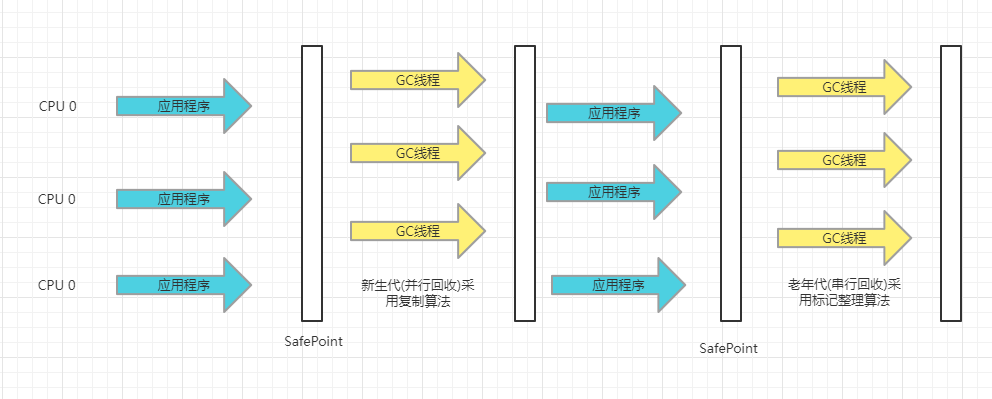 GC线程
GC线程
CPU 0
应用程序
应用程序
GC线程
GC线程
CPU 0
应用程序
应用程序
GC线程
GC线程
CPU 0
应用程序
新生代(并行回收)采
用复制算法
应用程序
老年代(串行回收)采
用标记整理算法
SafePoint
SafePoint